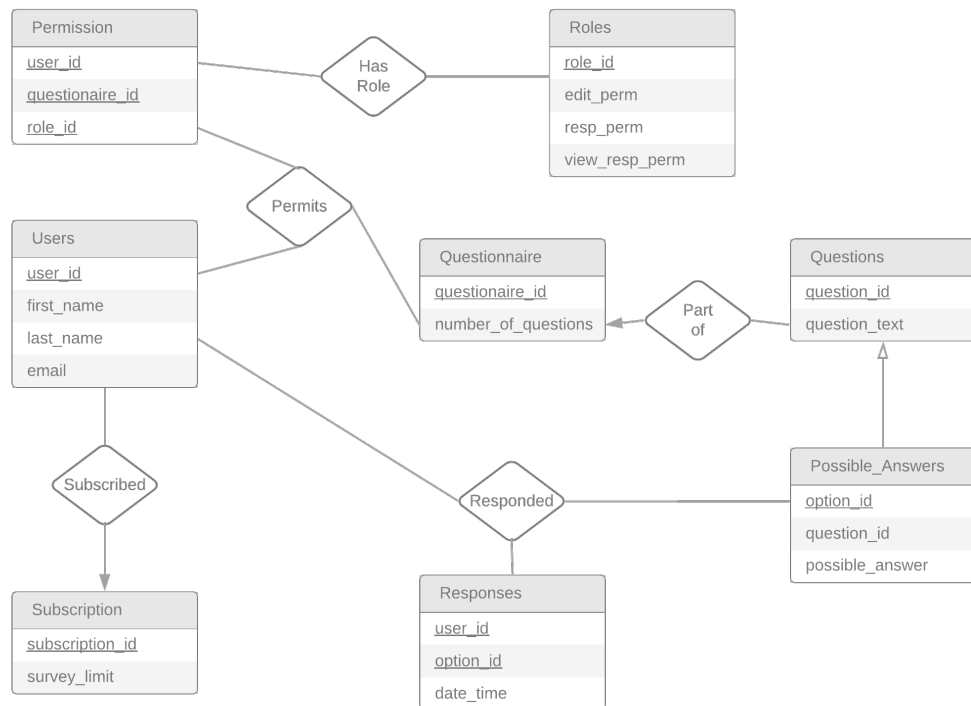 Permission
user_id
questionaire_id
role_id
Has
Role
Roles
role_id
edit_perm
resp_perm
view_resp_perm
Permits
Users
user_id
first_name
last_name
email
Questionnaire
questionaire_id
number_of_questions
Part
of
Questions
question_id
question_text
Subscribed
Responded
Possible_Answers
option_id
question_id
possible_answer
Subscription
subscription_id
survey_limit
Responses
user_id
option_id
date_time